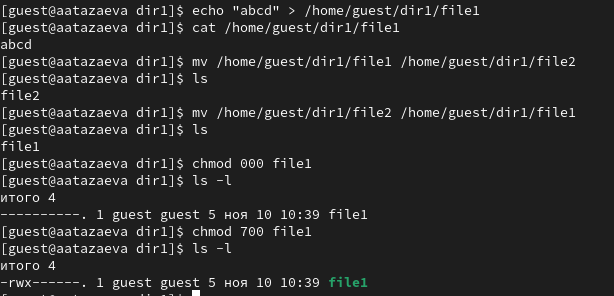 [guest@aatazaeva dir1]$ echo "abcd" > /home/guest/dir1/file1
[guest@aatazaeva dir1]$ cat /home/guest/dir1/file1
abcd
[guest@aatazaeva dir1]$ mv /home/guest/dir1/file1 /home/guest/dir1/file2
[guest@aatazaeva dir1]$ ls
file2
[guest@aatazaeva dir1]$ mv /home/guest/dir1/file2 /home/guest/dir1/file1
[guest@aatazaeva dir1]$ ls
file1
[guest@aatazaeva dir1]$ chmod 000 file1
[guest@aatazaeva dir1]$ ls -l
итого 4
----------. 1 guest guest 5 ноя 10 10:39 file1
[guest@aatazaeva dir1]$ chmod 700 file1
[guest@aatazaeva dir1]$ ls -l
итого 4
-rwx------. 1 guest guest 5 ноя 10 10:39 file1
[guest@aatazaeva dir1]$